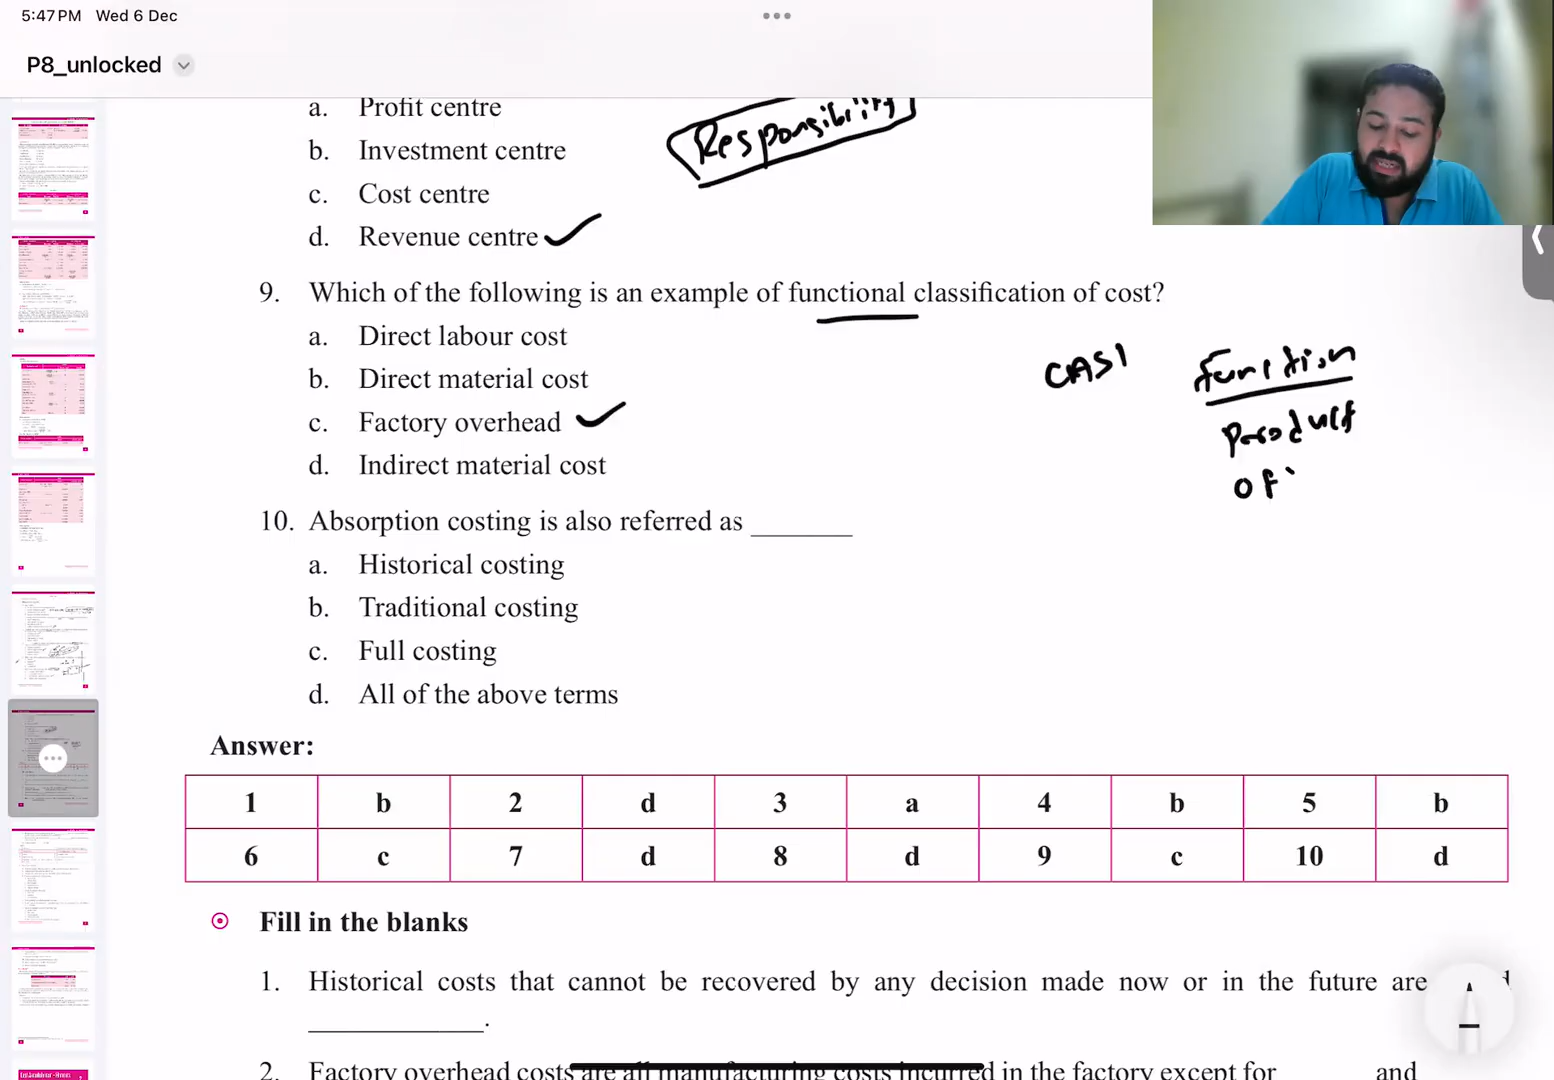 5:47 PM Wed 6 Dec
P8_unlocked
a. Profit centre
b. Investment centre
c. Cost centre
d. Revenue centre
Responsibility
9. Which of the following is an example of functional classification of cost?
a. Direct labour cost
b. Direct material cost
c. Factory overhead
d. Indirect material cost
CAS1
function
product
off
10. Absorption costing is also referred as ________
a. Historical costing
b. Traditional costing
c. Full costing
d. All of the above terms
Answer:
1 b 2 d 3 a 4 b 5 b
6 c 7 d 8 d 9 c 10 d
Fill in the blanks
1. Historical costs that cannot be recovered by any decision made now or in the future are
_____________.
2. Factory overhead costs are all manufacturing costs incurred in the factory except for ______ and